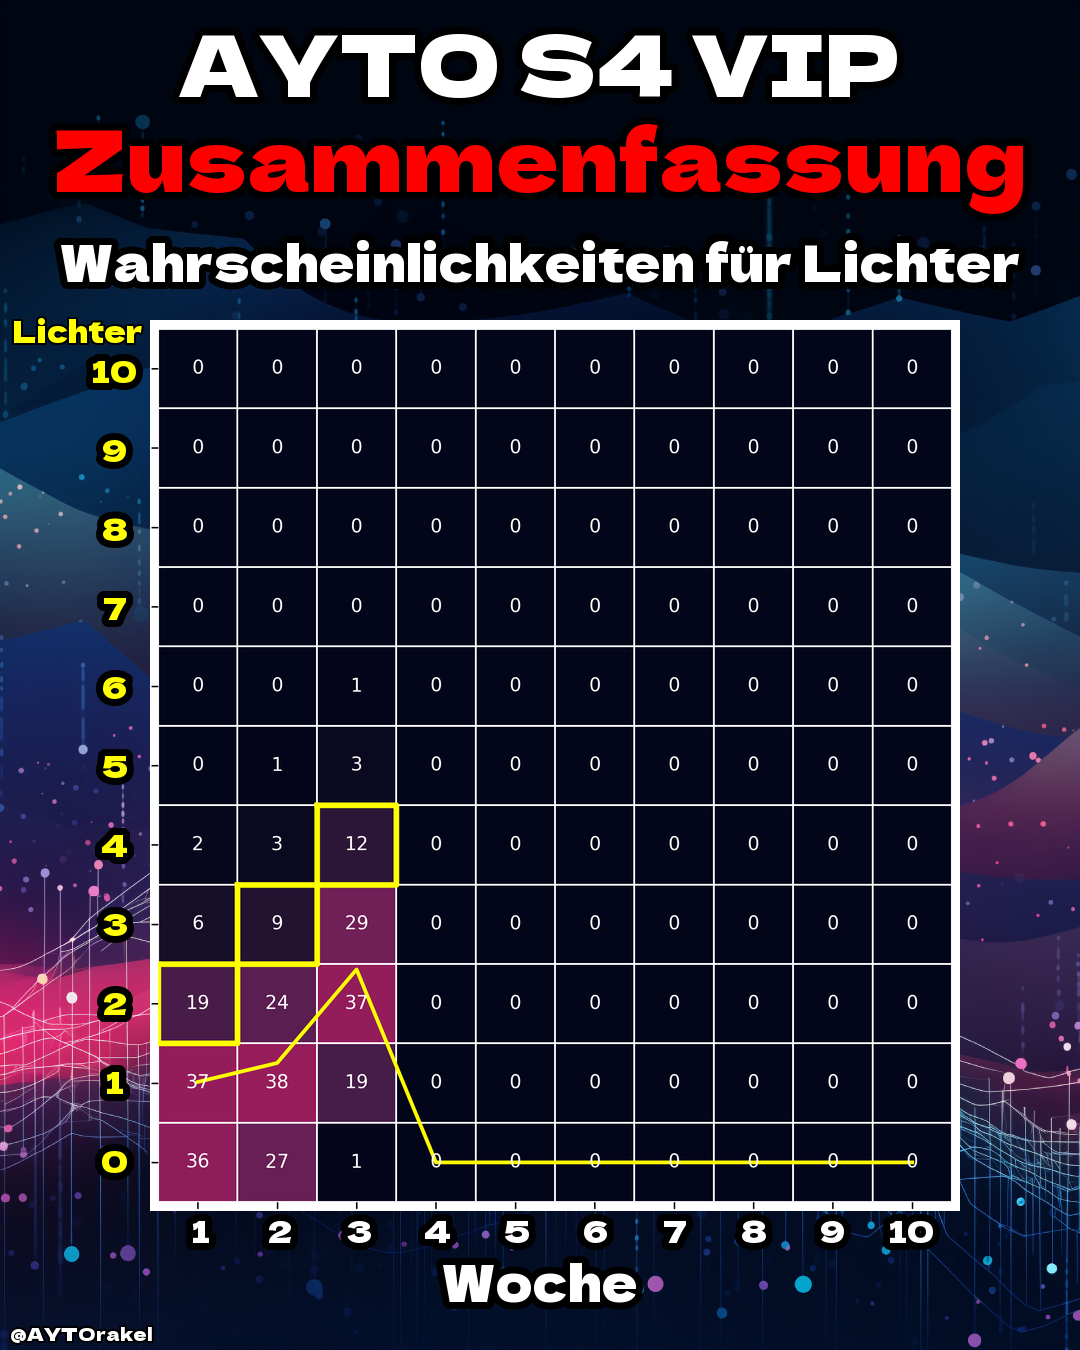 AYTO S4 VIP
Zusammenfassung
Wahrscheinlichkeiten für Lichter
Lichter
10 0 0 0 0 0 0 0 0 0 0
9 0 0 0 0 0 0 0 0 0 0
8 0 0 0 0 0 0 0 0 0 0
7 0 0 0 0 0 0 0 0 0 0
6 0 0 1 0 0 0 0 0 0 0
5 0 1 3 0 0 0 0 0 0 0
4 2 3 12 0 0 0 0 0 0 0
3 6 9 29 0 0 0 0 0 0 0
2 19 24 37 0 0 0 0 0 0 0
1 37 38 19 0 0 0 0 0 0 0
0 36 27 1 0 0 0 0 0 0 0
1 2 3 4 5 6 7 8 9 10
Woche
@AYTOrakel